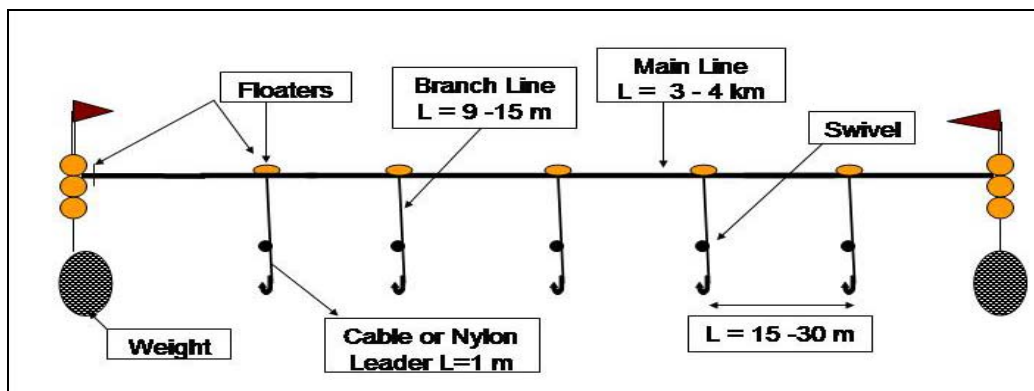 Floaters
Branch Line
L = 9 -15 m
Main Line
L = 3 - 4 km
Swivel
Weight
Cable or Nylon
Leader L=1 m
L = 15 -30 m